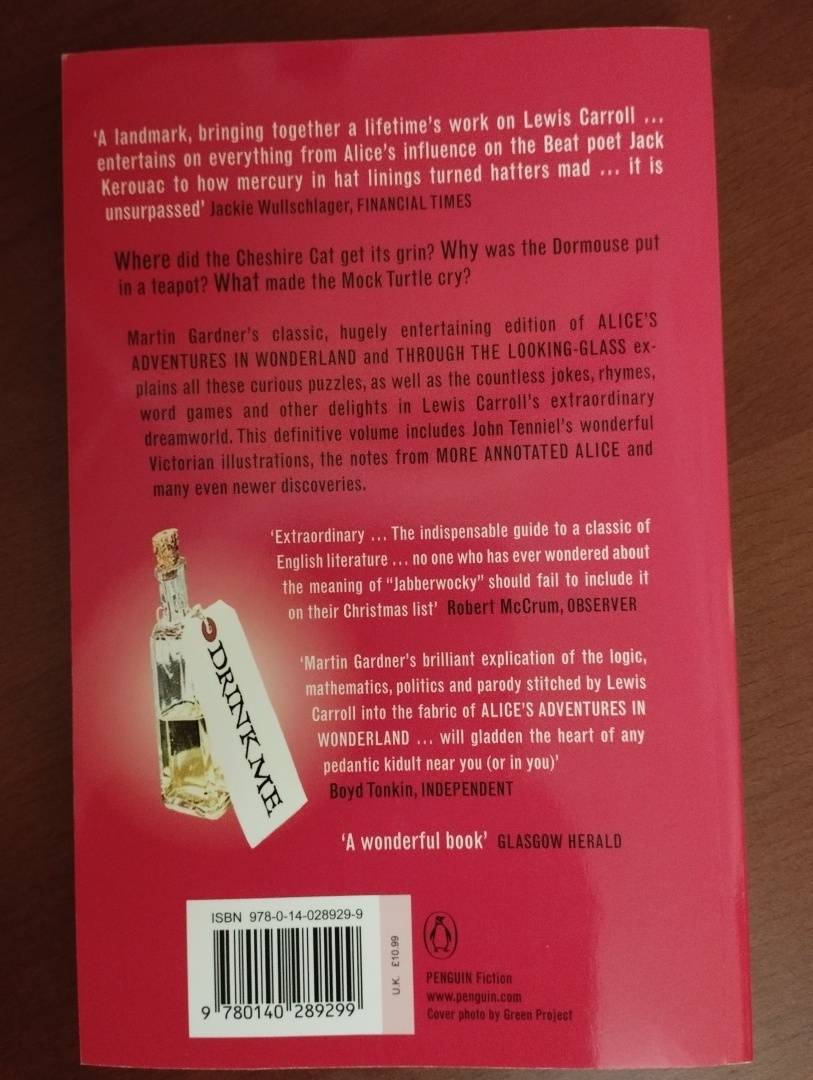 ‘A landmark, bringing together a lifetime’s work on Lewis Carroll ...
entertains on everything from Alice’s influence on the Beat poet Jack
Kerouac to how mercury in hat linings turned hatters mad ... it is
unsurpassed’ Jackie Wullschlager, FINANCIAL TIMES
Where did the Cheshire Cat get its grin? Why was the Dormouse put
in a teapot? What made the Mock Turtle cry?
Martin Gardner’s classic, hugely entertaining edition of ALICE’S
ADVENTURES IN WONDERLAND and THROUGH THE LOOKING-GLASS ex-
plains all these curious puzzles, as well as the countless jokes, rhymes,
word games and other delights in Lewis Carroll’s extraordinary
dreamworld. This definitive volume includes John Tenniel’s wonderful
Victorian illustrations, the notes from MORE ANNOTATED ALICE and
many even newer discoveries.
‘Extraordinary ... The indispensable guide to a classic of
English literature ... no one who has ever wondered about
the meaning of “Jabberwocky” should fail to include it
on their Christmas list’ Robert McCrum, OBSERVER
DRINK ME
‘Martin Gardner’s brilliant explication of the logic,
mathematics, politics and parody stitched by Lewis
Carroll into the fabric of ALICE’S ADVENTURES IN
WONDERLAND ... will gladden the heart of any
pedantic kidult near you (or in you)’
Boyd Tonkin, INDEPENDENT
‘A wonderful book’ GLASGOW HERALD
ISBN 978-0-14-028929-9
9 780140 289299
U.K. £10.99
PENGUIN Fiction
www.penguin.com
Cover photo by Green Project